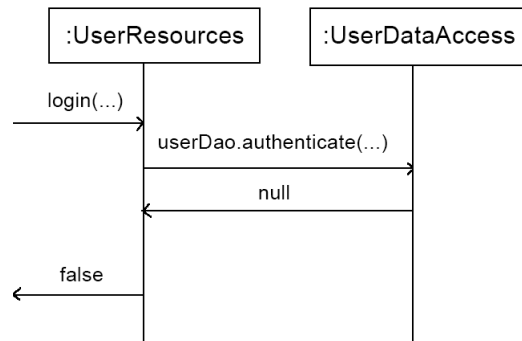 :UserResources
:UserDataAccess
login(...)
userDao.authenticate(...)
null
false